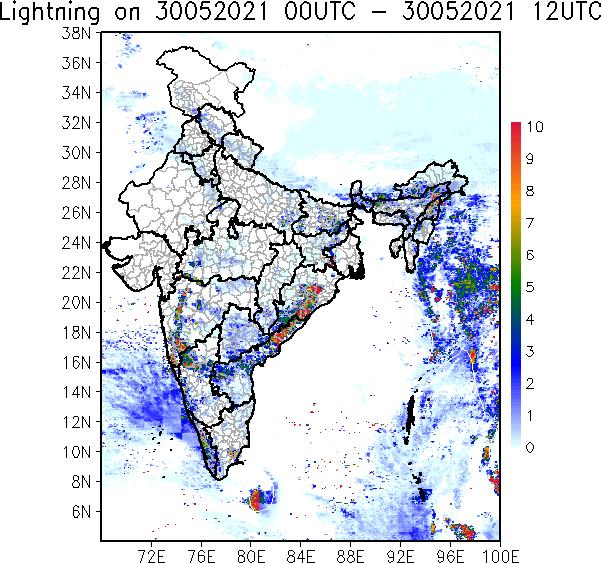 Lightning on 30052021 00UTC – 30052021 12UTC
38N
36N
34N
32N
30N
28N
26N
24N
22N
20N
18N
16N
14N
12N
10N
8N
6N
72E 76E 80E 84E 88E 92E 96E 100E
10
9
8
7
6
5
4
3
2
1
0